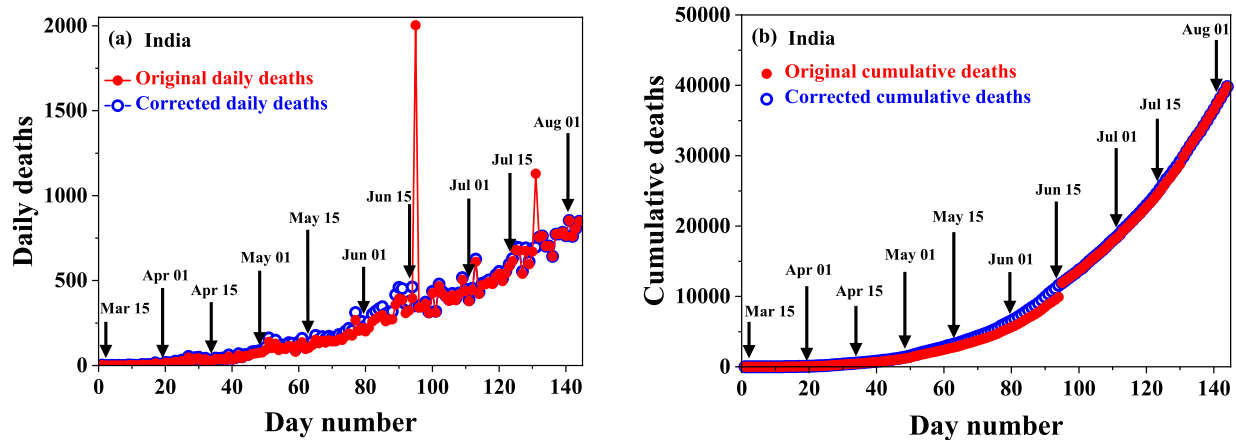 (a) India
Original daily deaths
Corrected daily deaths
Daily deaths
2000
1500
1000
500
0
Mar 15
Apr 01
Apr 15
May 01
May 15
Jun 01
Jun 15
Jul 01
Jul 15
Aug 01
0 20 40 60 80 100 120 140
Day number
(b) India
Original cumulative deaths
Corrected cumulative deaths
Cumulative deaths
50000
40000
30000
20000
10000
0
Mar 15
Apr 01
Apr 15
May 01
May 15
Jun 01
Jun 15
Jul 01
Jul 15
Aug 01
0 20 40 60 80 100 120 140
Day number